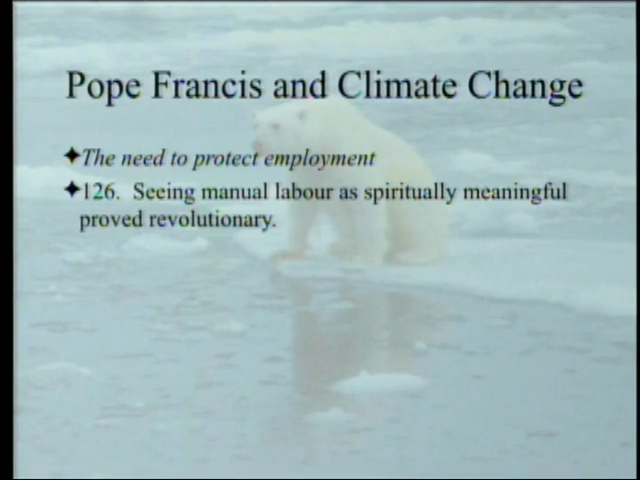 Pope Francis and Climate Change
✦The need to protect employment
✦126. Seeing manual labour as spiritually meaningful
proved revolutionary.